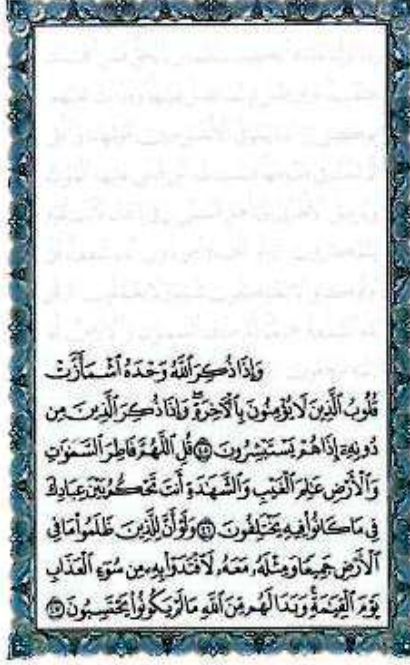 وَإِذَا ذُكِرَ ٱللَّهُ وَحْدَهُ ٱشْمَأَزَّتْ
قُلُوبُ ٱلَّذِينَ لَا يُؤْمِنُونَ بِٱلْأَخِرَةِ وَإِذَا ذُكِرَ ٱلَّذِينَ مِن
دُونِهِۦٓ إِذَا هُمْ يَسْتَبْشِرُونَ ٤٥ قُلِ ٱللَّهُمَّ فَاطِرَ ٱلسَّمَٰوَٰتِ
وَٱلْأَرْضِ عَٰلِمَ ٱلْغَيْبِ وَٱلشَّهَٰدَةِ أَنتَ تَحْكُمُ بَيْنَ عِبَادِكَ
فِى مَا كَانُوا۟ فِيهِ يَخْتَلِفُونَ ٤٦ وَلَوْ أَنَّ لِلَّذِينَ ظَلَمُوا۟ مَا فِى
ٱلْأَرْضِ جَمِيعًا وَمِثْلَهُۥ مَعَهُۥ لَٱفْتَدَوْا۟ بِهِۦ مِن سُوٓءِ ٱلْعَذَابِ
يَوْمَ ٱلْقِيَٰمَةِ وَبَدَا لَهُم مِّنَ ٱللَّهِ مَا لَمْ يَكُونُوا۟ يَحْتَسِبُونَ ٤٧